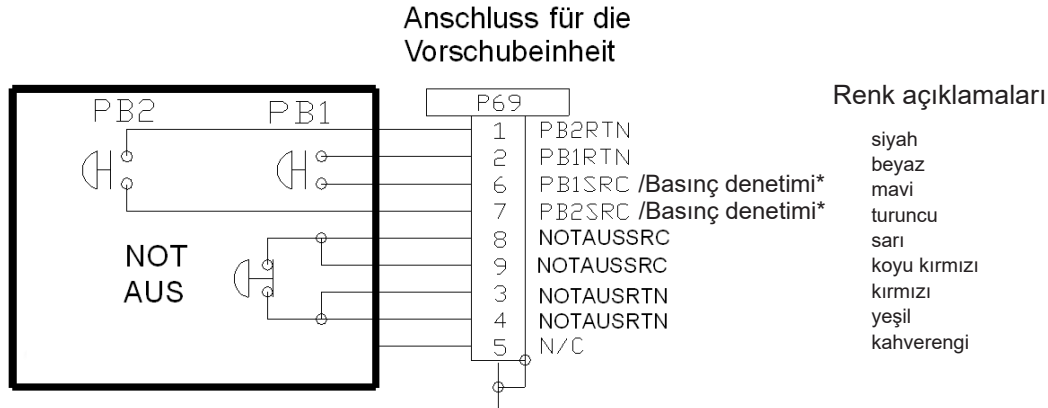 Anschluss für die
Vorschubeinheit
Renk açıklamaları
PB2 PB1 P69
1 PB2RTN siyah
2 PB1RTN beyaz
6 PB1SRC /Basınç denetimi* mavi
7 PB2SRC /Basınç denetimi* turuncu
8 NOTAUSSRC sarı
9 NOTAUSSRC koyu kırmızı
3 NOTAUSRTN kırmızı
4 NOTAUSRTN yeşil
5 N/C kahverengi
NOT
AUS